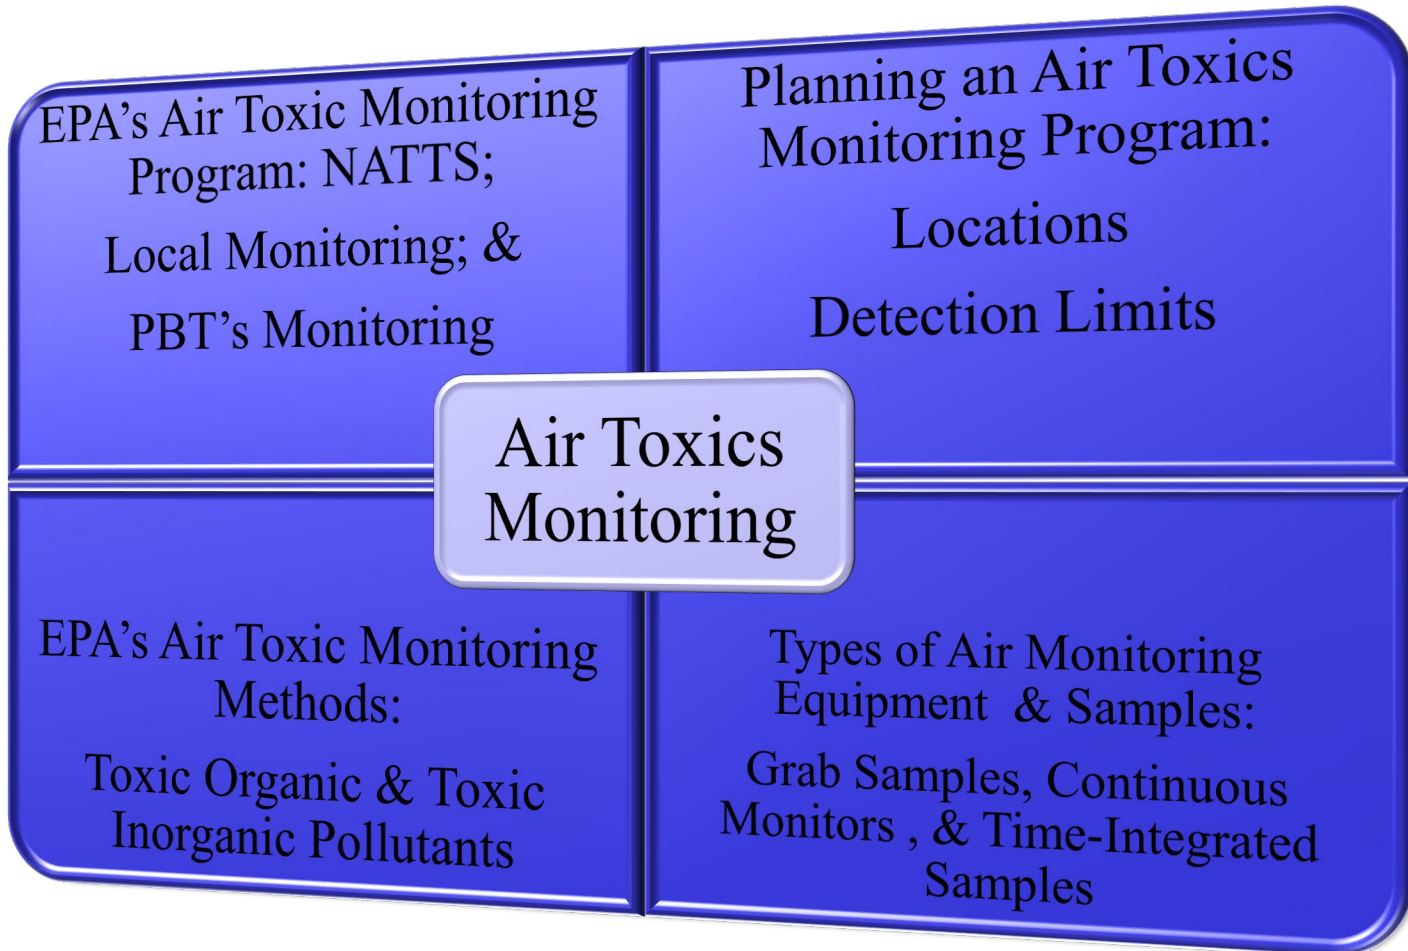 EPA’s Air Toxic Monitoring
Program: NATTS;
Local Monitoring; &
PBT’s Monitoring
Planning an Air Toxics
Monitoring Program:
Locations
Detection Limits
Air Toxics
Monitoring
EPA’s Air Toxic Monitoring
Methods:
Toxic Organic & Toxic
Inorganic Pollutants
Types of Air Monitoring
Equipment  & Samples:
Grab Samples, Continuous
Monitors , & Time-Integrated
Samples